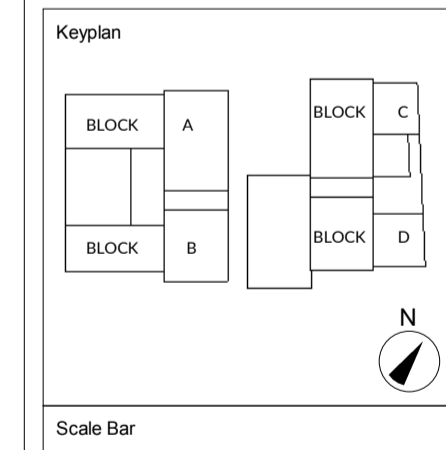 Keyplan
BLOCK A
BLOCK C
BLOCK B
BLOCK D
N
Scale Bar